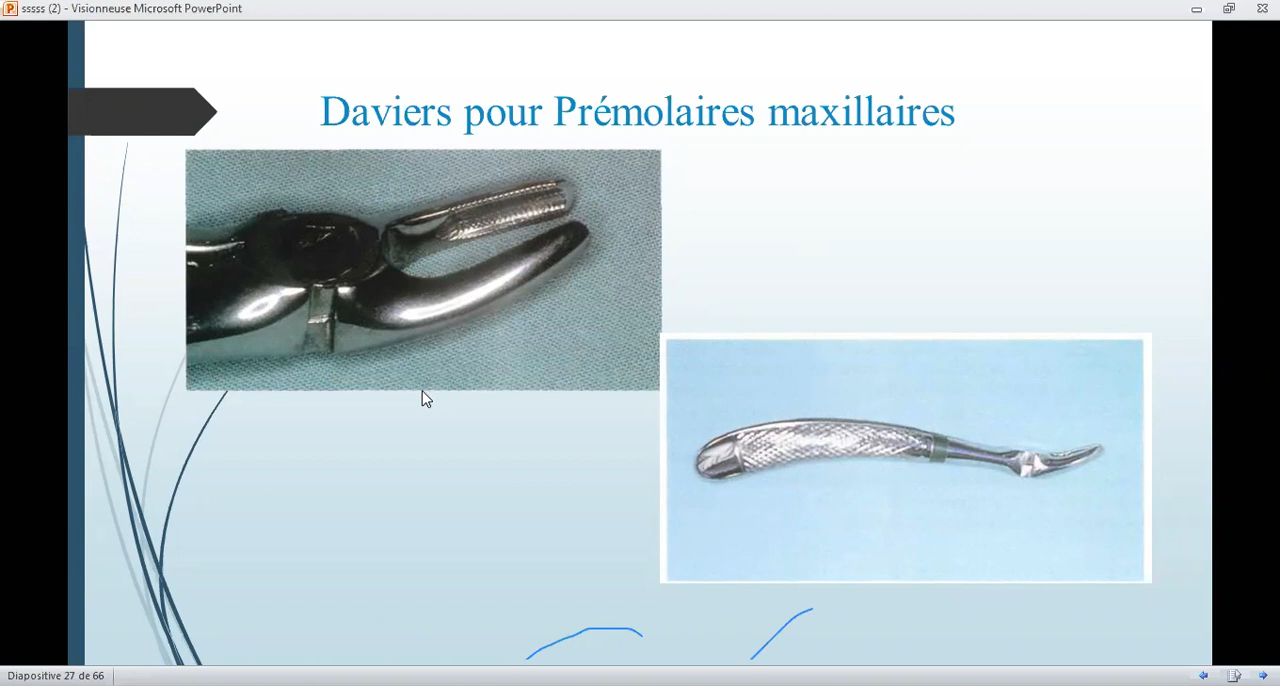 sssss (2) - Visionneuse Microsoft PowerPoint
Daviers pour Prémolaires maxillaires
Diapositive 27 de 66